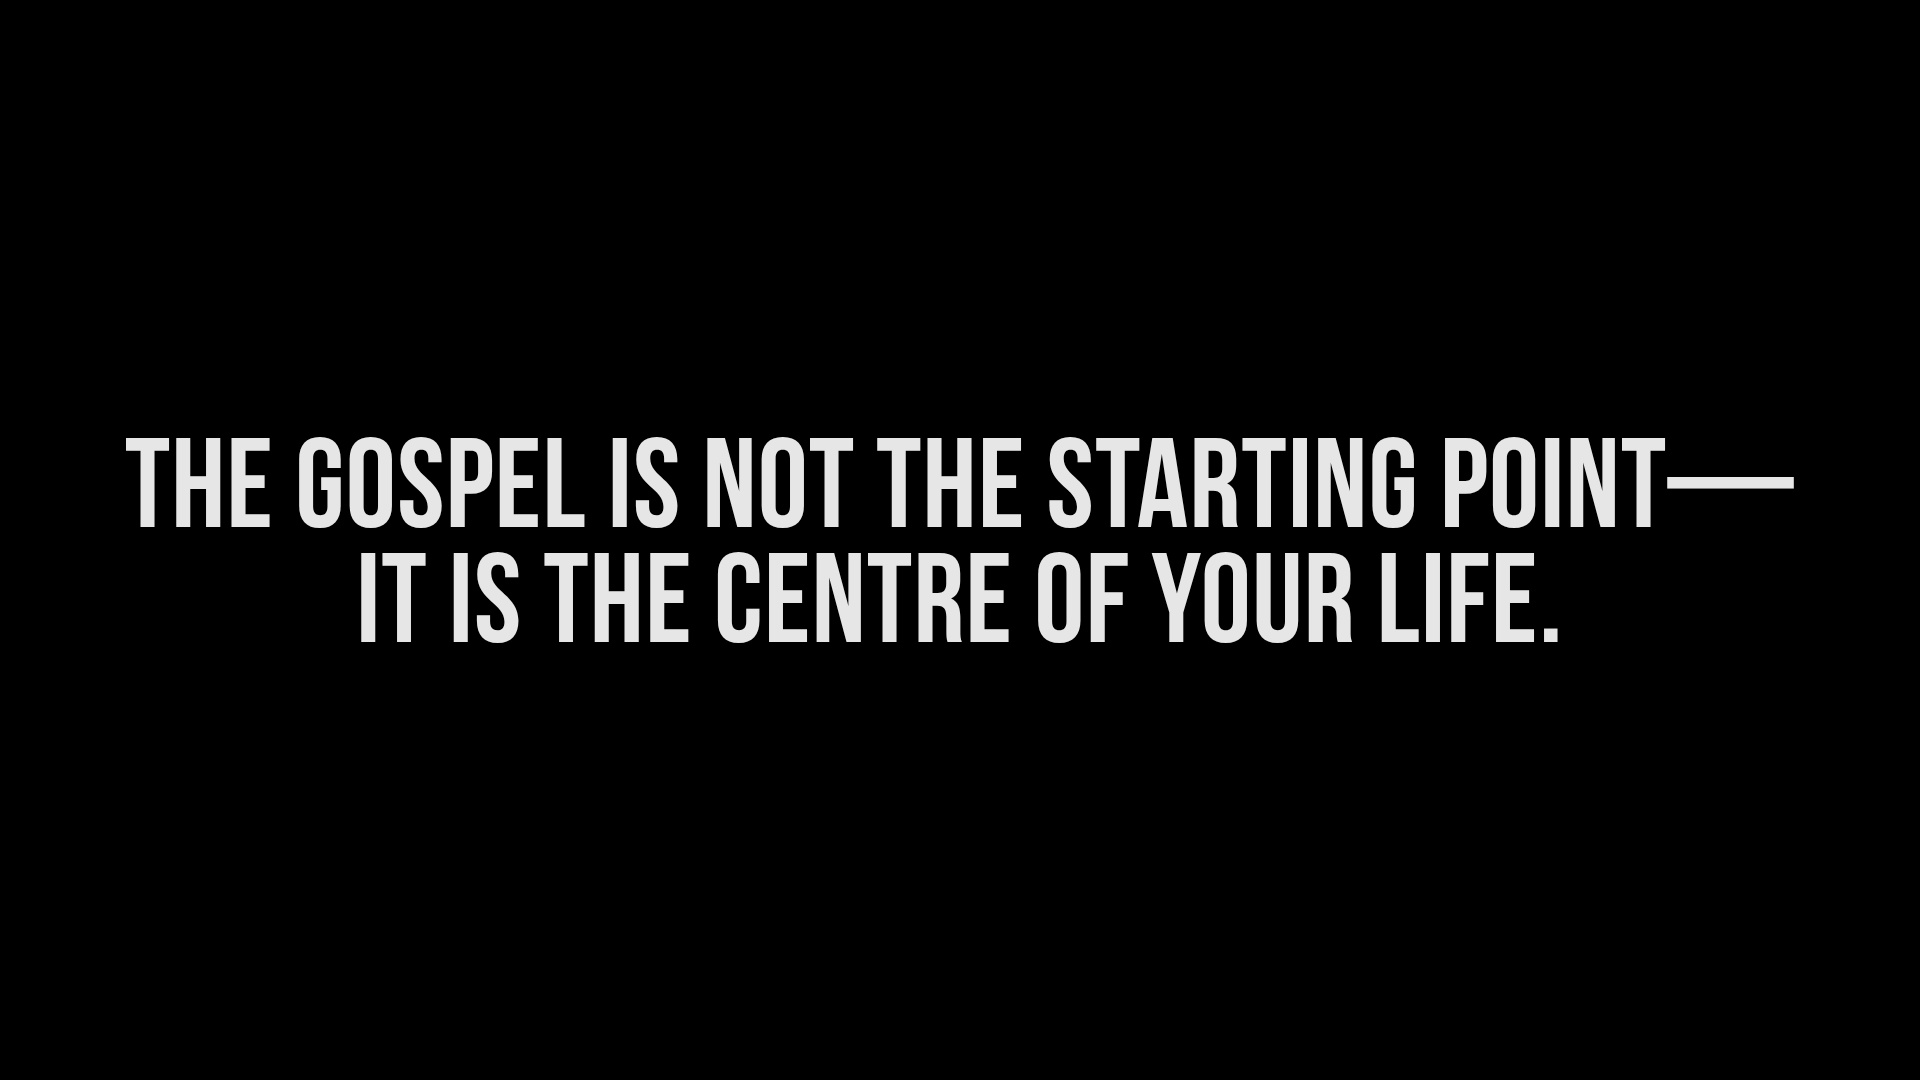 THE GOSPEL IS NOT THE STARTING POINT—
IT IS THE CENTRE OF YOUR LIFE.